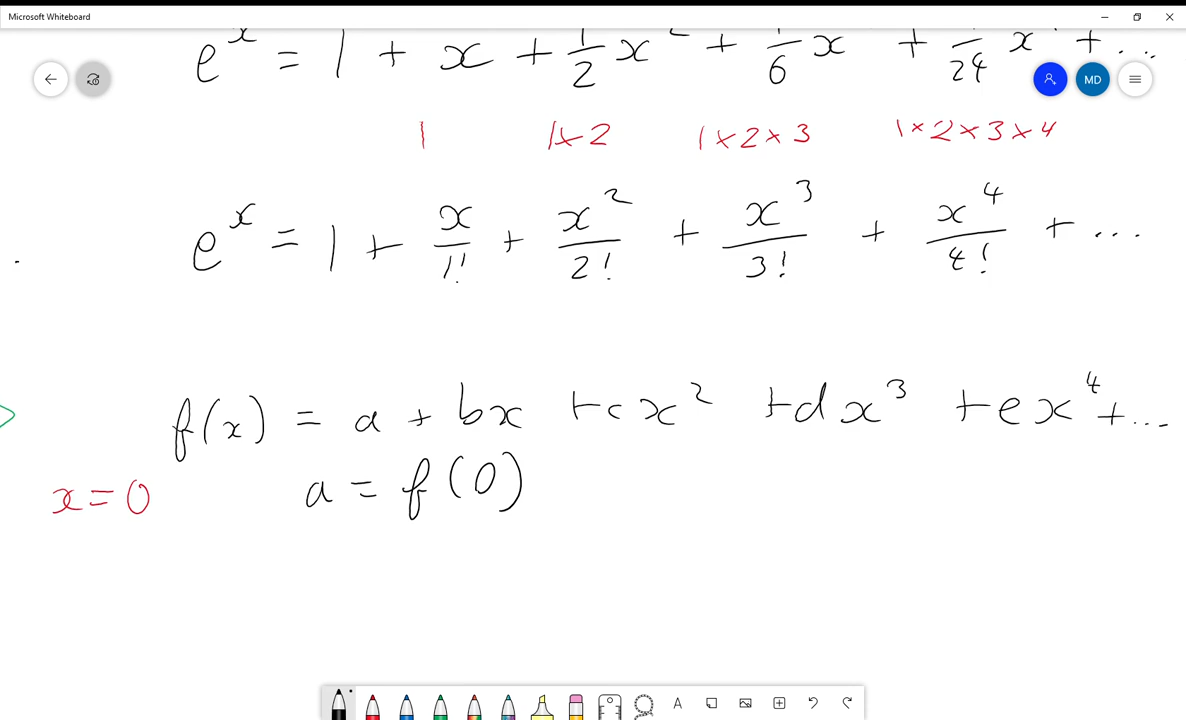 Microsoft Whiteboard
e^x = 1 + x + 1/2 x^2 + 1/6 x + 1/24 x + ...
MD
1 1×2 1×2×3 1×2×3×4
e^x = 1 + x/1! + x^2/2! + x^3/3! + x^4/4! + ...
f(x) = a + bx + cx^2 + dx^3 + ex^4 + ...
x = 0 a = f(0)
A